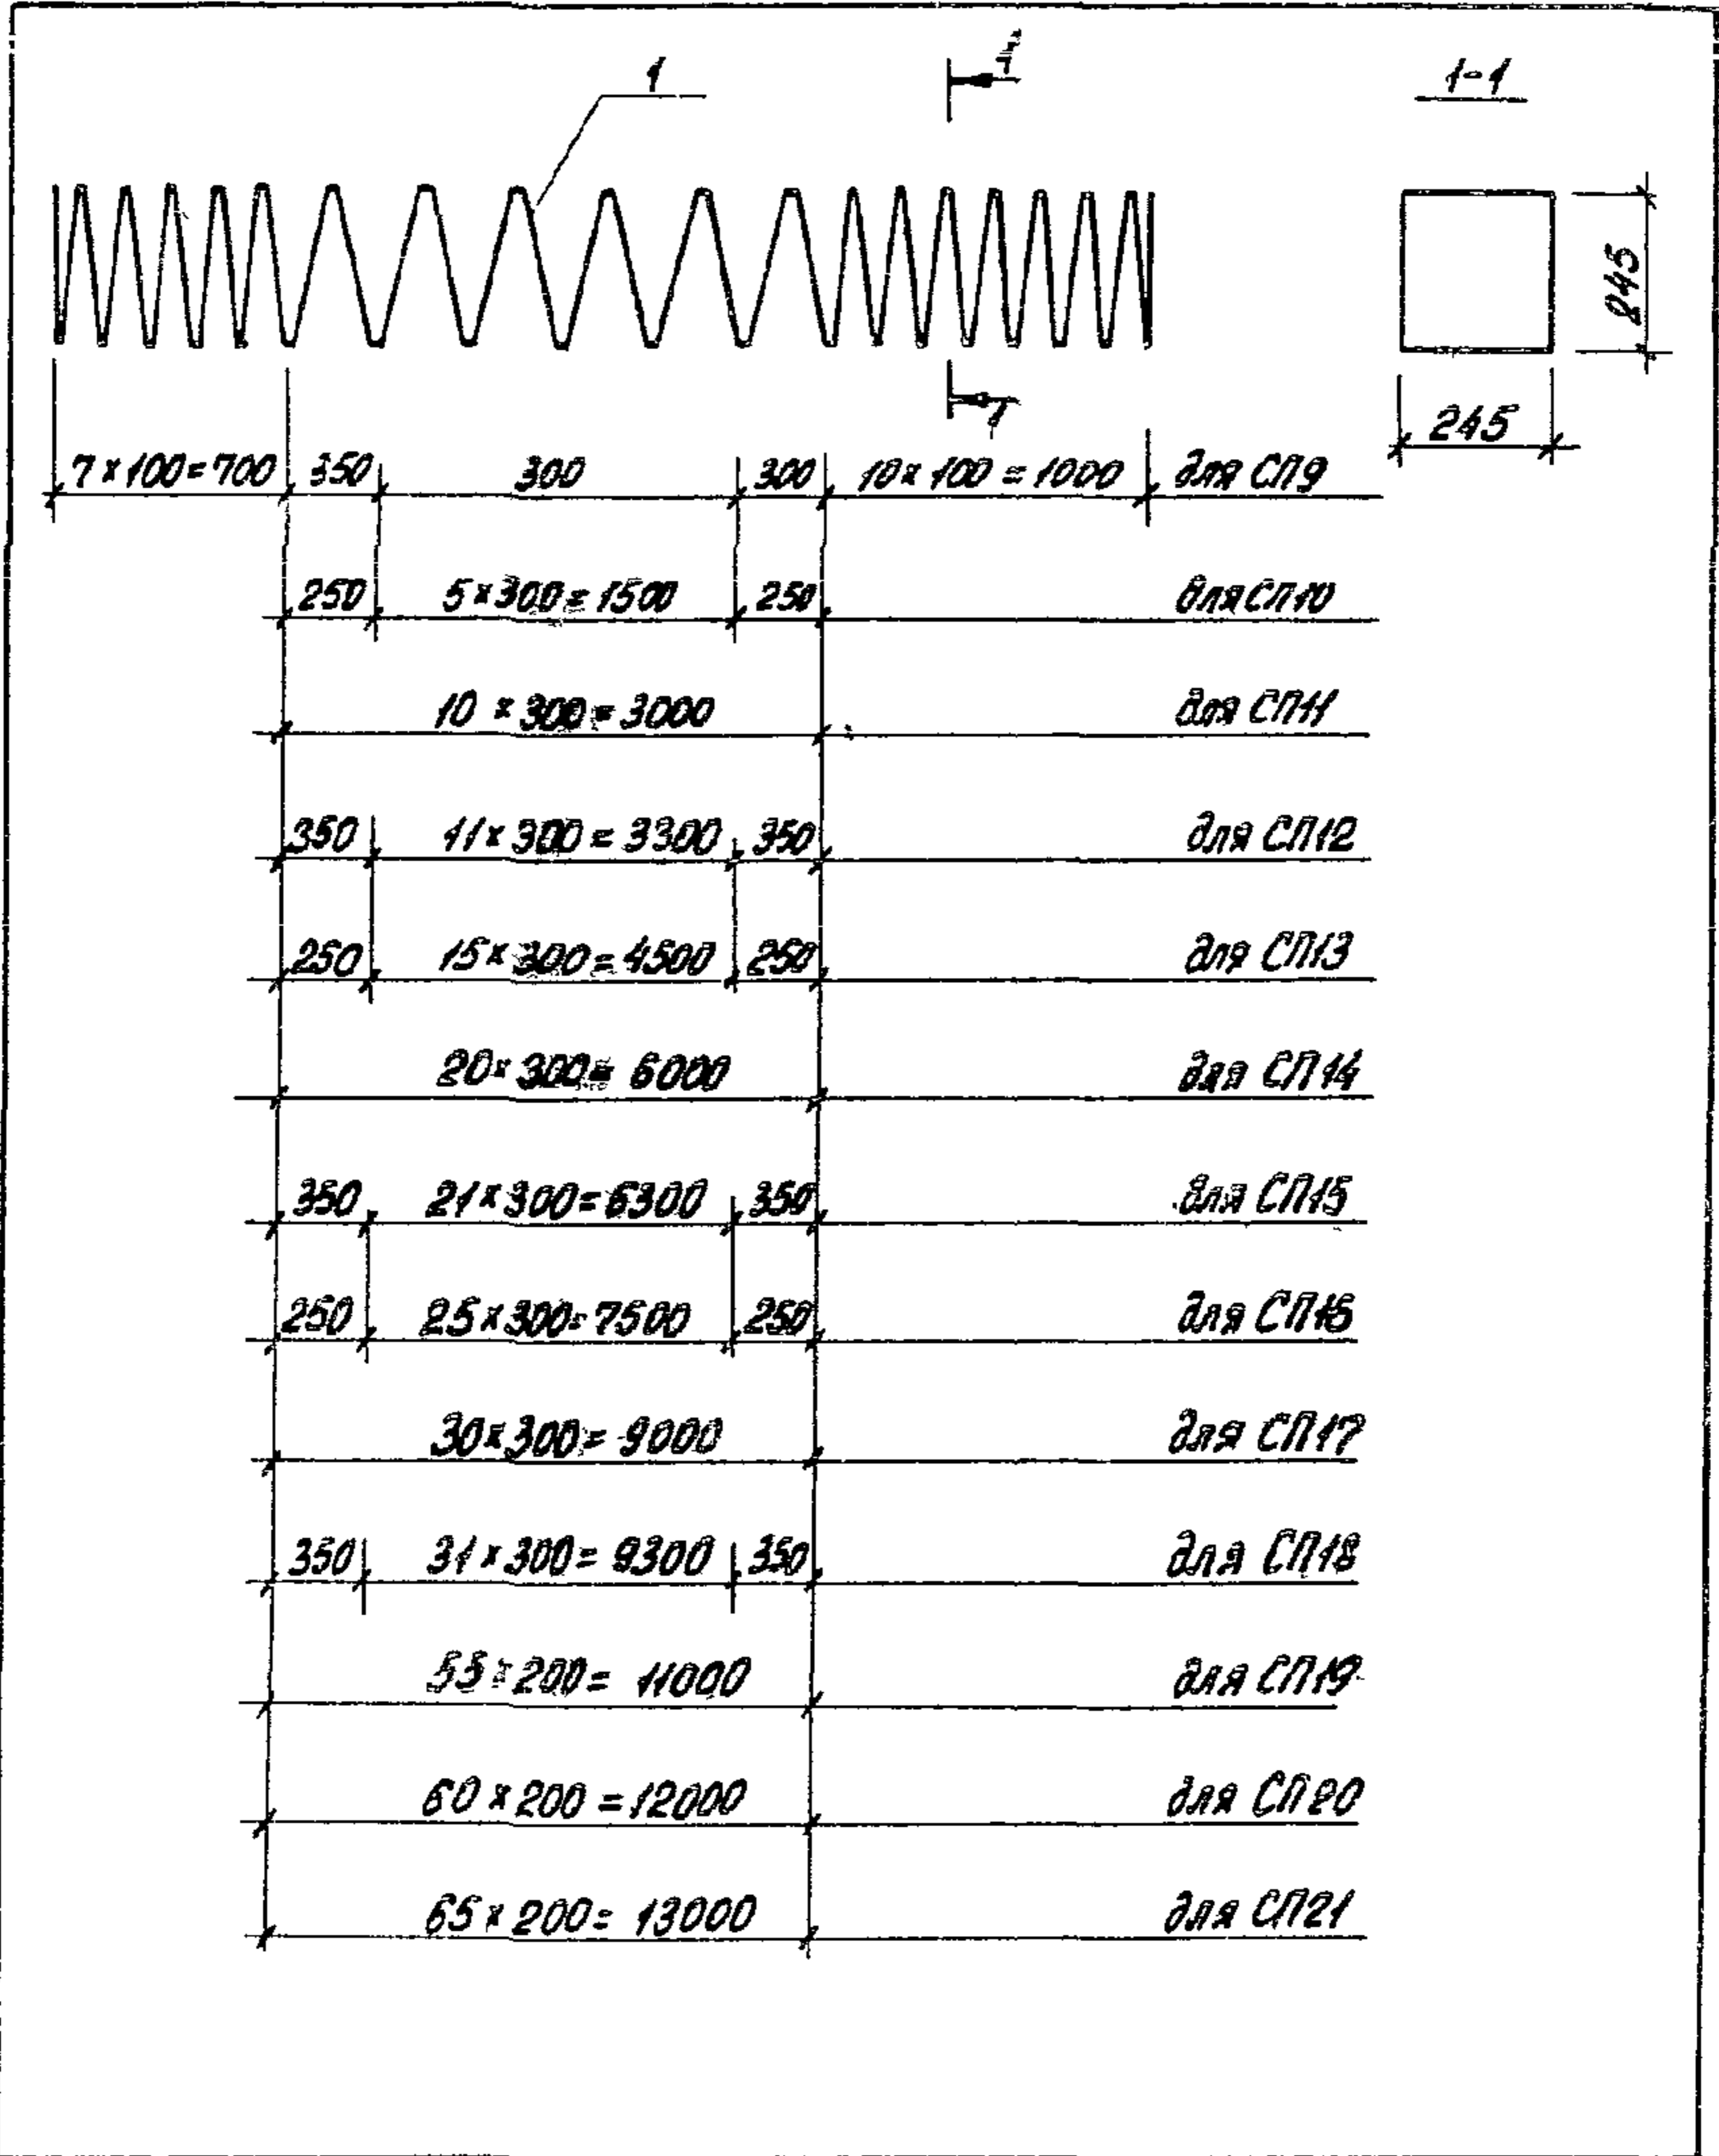 1
1
1-1
245
245
1
7×100=700 350 300 300 10×100=1000 для СП9
250 5×300=1500 250 для СП10
10×300=3000 для СП11
350 11×300=3300 350 для СП12
250 15×300=4500 250 для СП13
20×300=6000 для СП14
350 21×300=6300 350 для СП15
250 25×300=7500 250 для СП16
30×300=9000 для СП17
350 31×300=9300 350 для СП18
55×200=11000 для СП19
60×200=12000 для СП20
65×200=13000 для СП21